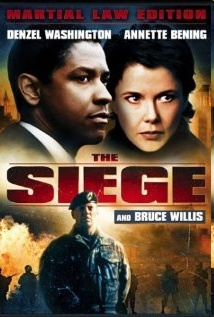 MARTIAL LAW EDITION
DENZEL WASHINGTON ANNETTE BENING
THE
SIEGE
AND BRUCE WILLIS